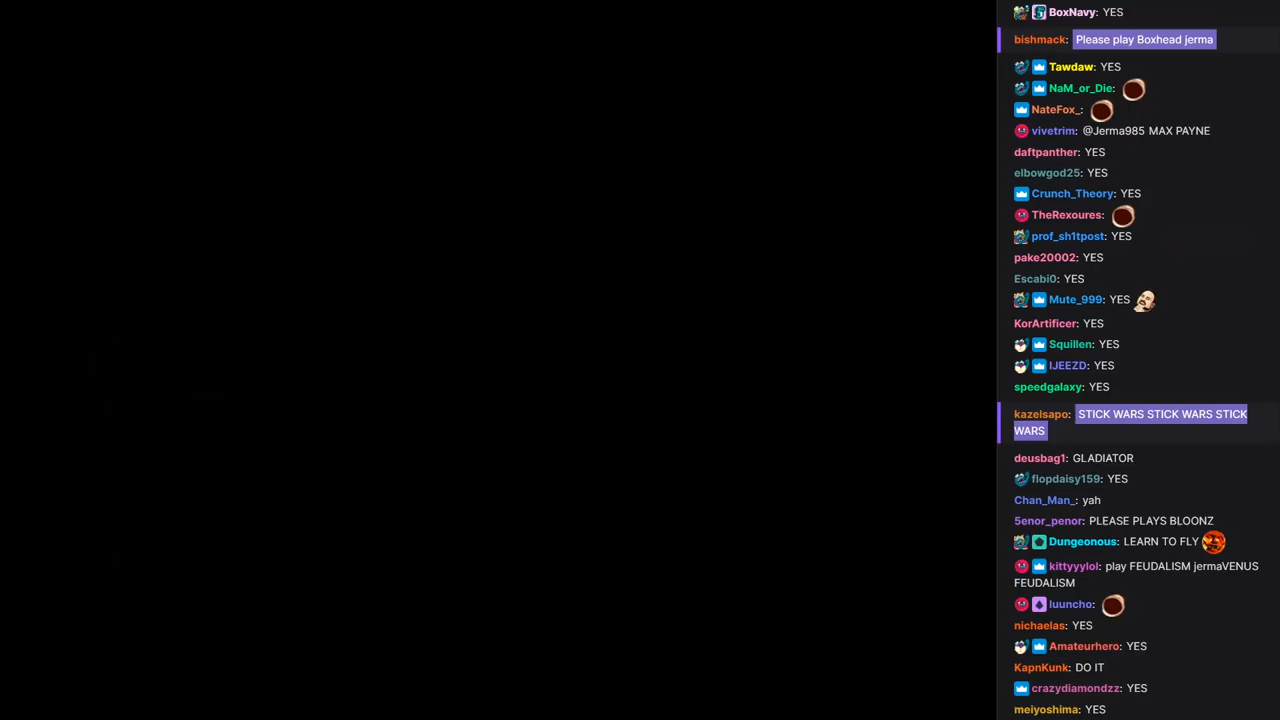 BoxNavy: YES
bishmack: Please play Boxhead jerma
Tawdaw: YES
NaM_or_Die:
NateFox_:
vivetrim: @Jerma985 MAX PAYNE
daftpanther: YES
elbowgod25: YES
Crunch_Theory: YES
TheRexoures:
prof_sh1tpost: YES
pake20002: YES
Escabi0: YES
Mute_999: YES
KorArtificer: YES
Squillen: YES
IJEEZD: YES
speedgalaxy: YES
kazelsapo: STICK WARS STICK WARS STICK
WARS
deusbag1: GLADIATOR
flopdaisy159: YES
Chan_Man_: yah
5enor_penor: PLEASE PLAYS BLOONZ
Dungeonous: LEARN TO FLY
kittyyylol: play FEUDALISM jermaVENUS
FEUDALISM
luuncho:
nichaelas: YES
Amateurhero: YES
KapnKunk: DO IT
crazydiamondzz: YES
meiyoshima: YES